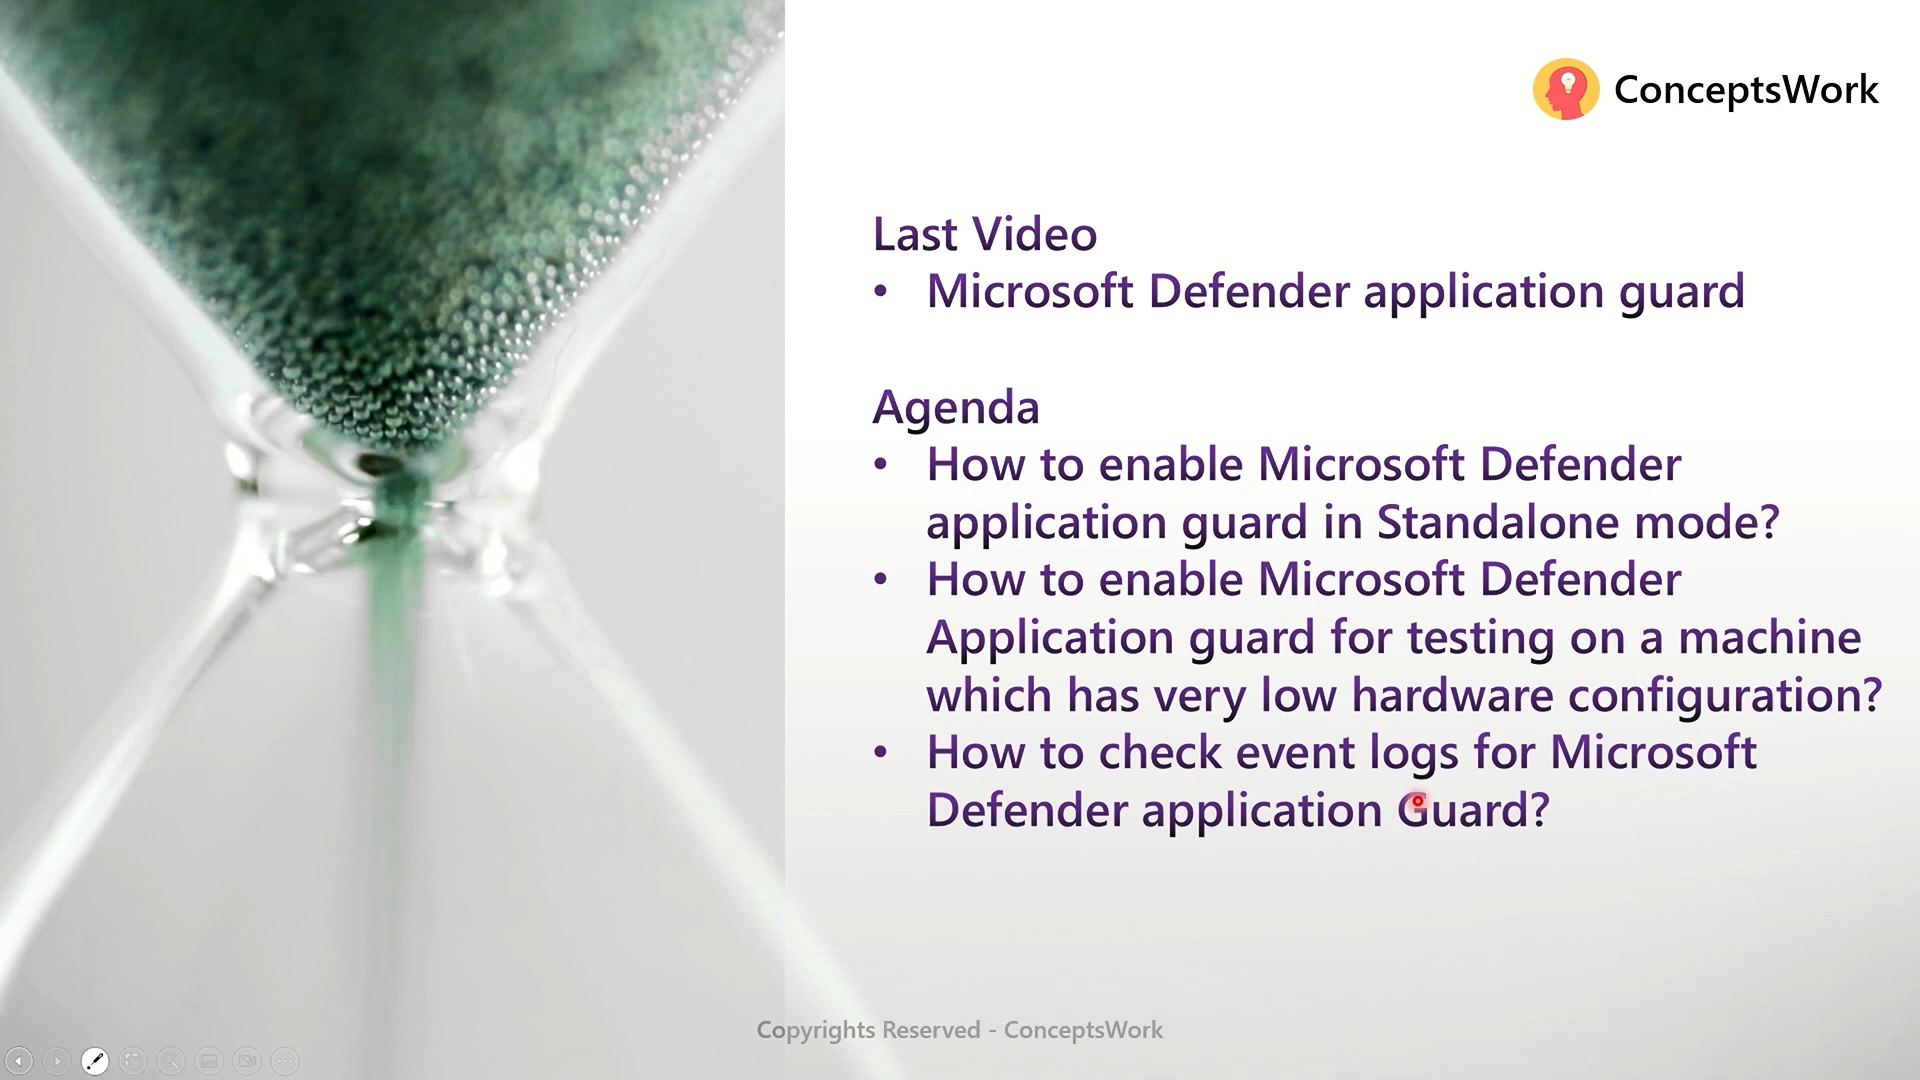 ConceptsWork
Last Video
• Microsoft Defender application guard
Agenda
• How to enable Microsoft Defender
application guard in Standalone mode?
• How to enable Microsoft Defender
Application guard for testing on a machine
which has very low hardware configuration?
• How to check event logs for Microsoft
Defender application Guard?
Copyrights Reserved - ConceptsWork